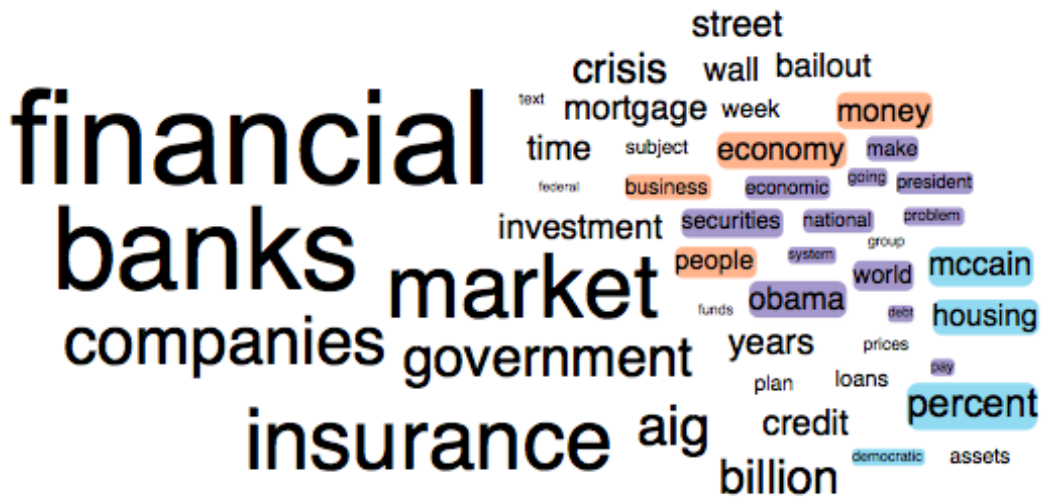 street
crisis wall bailout
text mortgage week money
financial time subject economy make
federal business economic going president
investment securities national problem
banks market people system group world mccain
funds obama debt housing
companies government years prices
plan loans pay
insurance aig credit percent
billion democratic assets